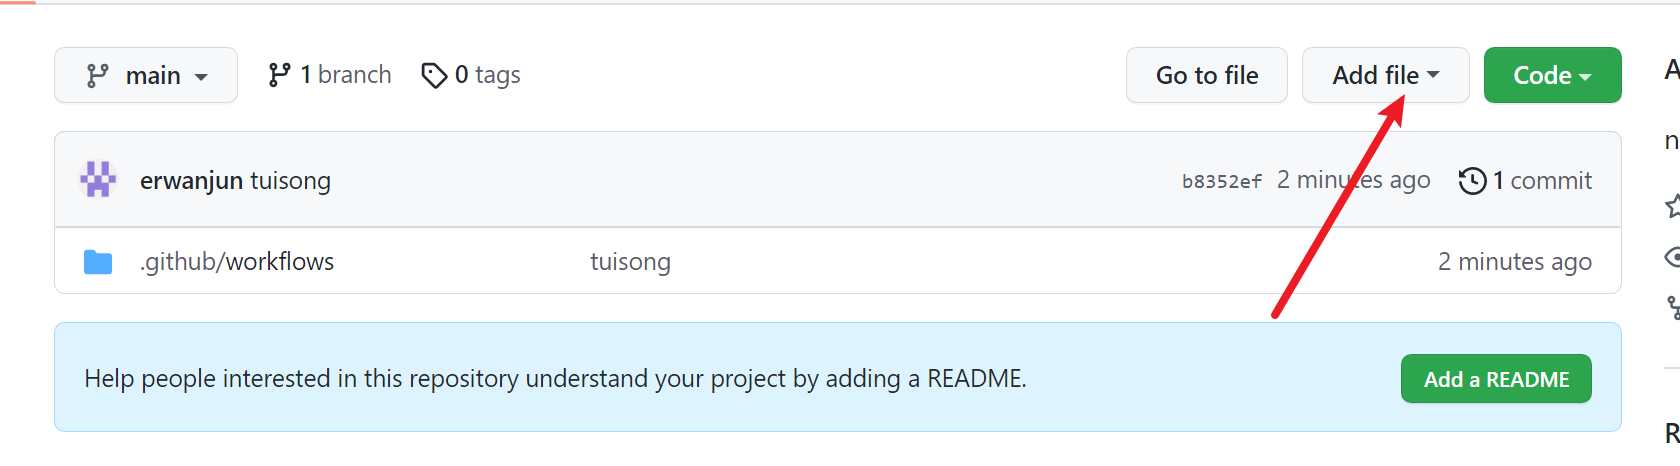 main 1 branch 0 tags Go to file Add file Code
erwanjun tuisong b8352ef 2 minutes ago 1 commit
.github/workflows tuisong 2 minutes ago
Help people interested in this repository understand your project by adding a README. Add a README